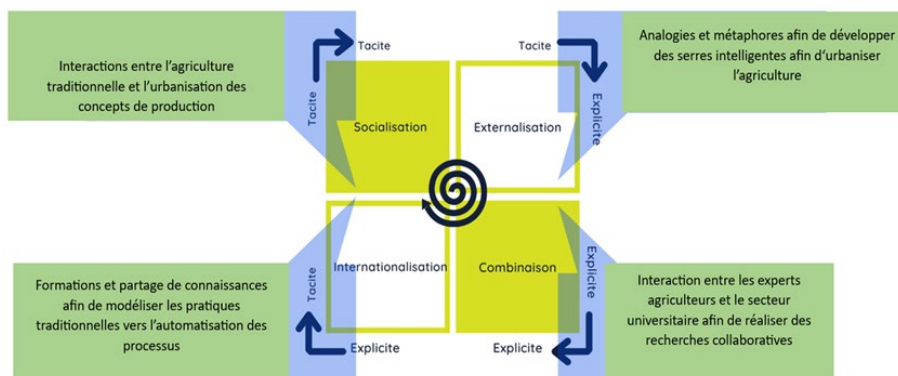 Interactions entre l'agriculture
traditionnelle et l'urbanisation des
concepts de production
Tacite
Tacite
Socialisation
Tacite
Explicite
Externalisation
Analogies et métaphores afin de développer
des serres intelligentes afin d'urbaniser
l'agriculture
Formations et partage de connaissances
afin de modéliser les pratiques
traditionnelles vers l'automatisation des
processus
Tacite
Explicite
Internationalisation
Combinaison
Explicite
Explicite
Interaction entre les experts
agriculteurs et le secteur
universitaire afin de réaliser des
recherches collaboratives